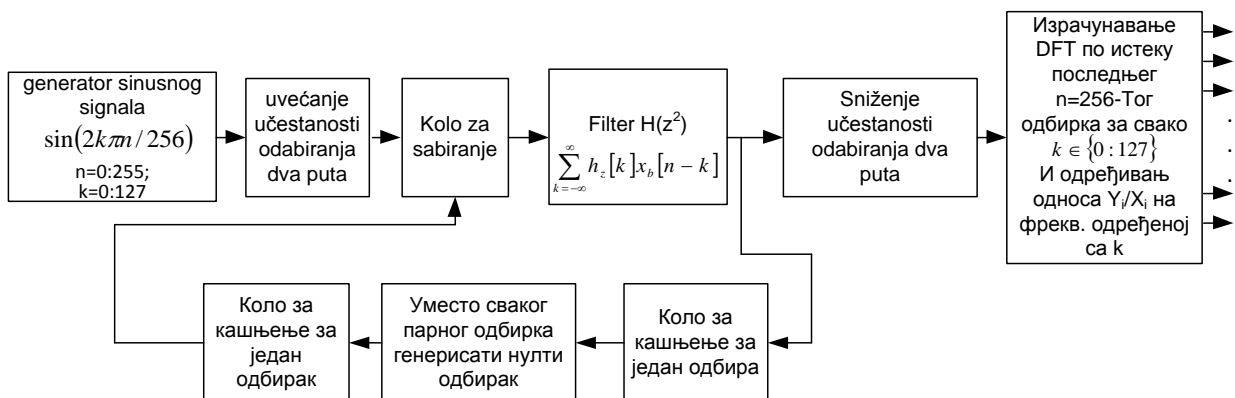 generator sinusnog
signala
sin(2kπn/256)
n=0:255;
k=0:127
uvećanje
učestanosti
odabiranja
dva puta
Kolo za
sabiranje
Filter H(z²)
∑_{k=-∞}^{∞} h_z[k]x_b[n-k]
Sniženje
učestanosti
odabiranja dva
puta
Израчунавање
DFT по истеку
последњег
n=256-Тог
одбирка за свако
k ∈ {0:127}
И одређивањ
односа Y_i/X_i на
фрекв. одређеној
са k
Коло за
кашњење за
један
одбирак
Уместо сваког
парног одбирка
генерисати нулти
одбирак
Коло за
кашњење за
један одбира